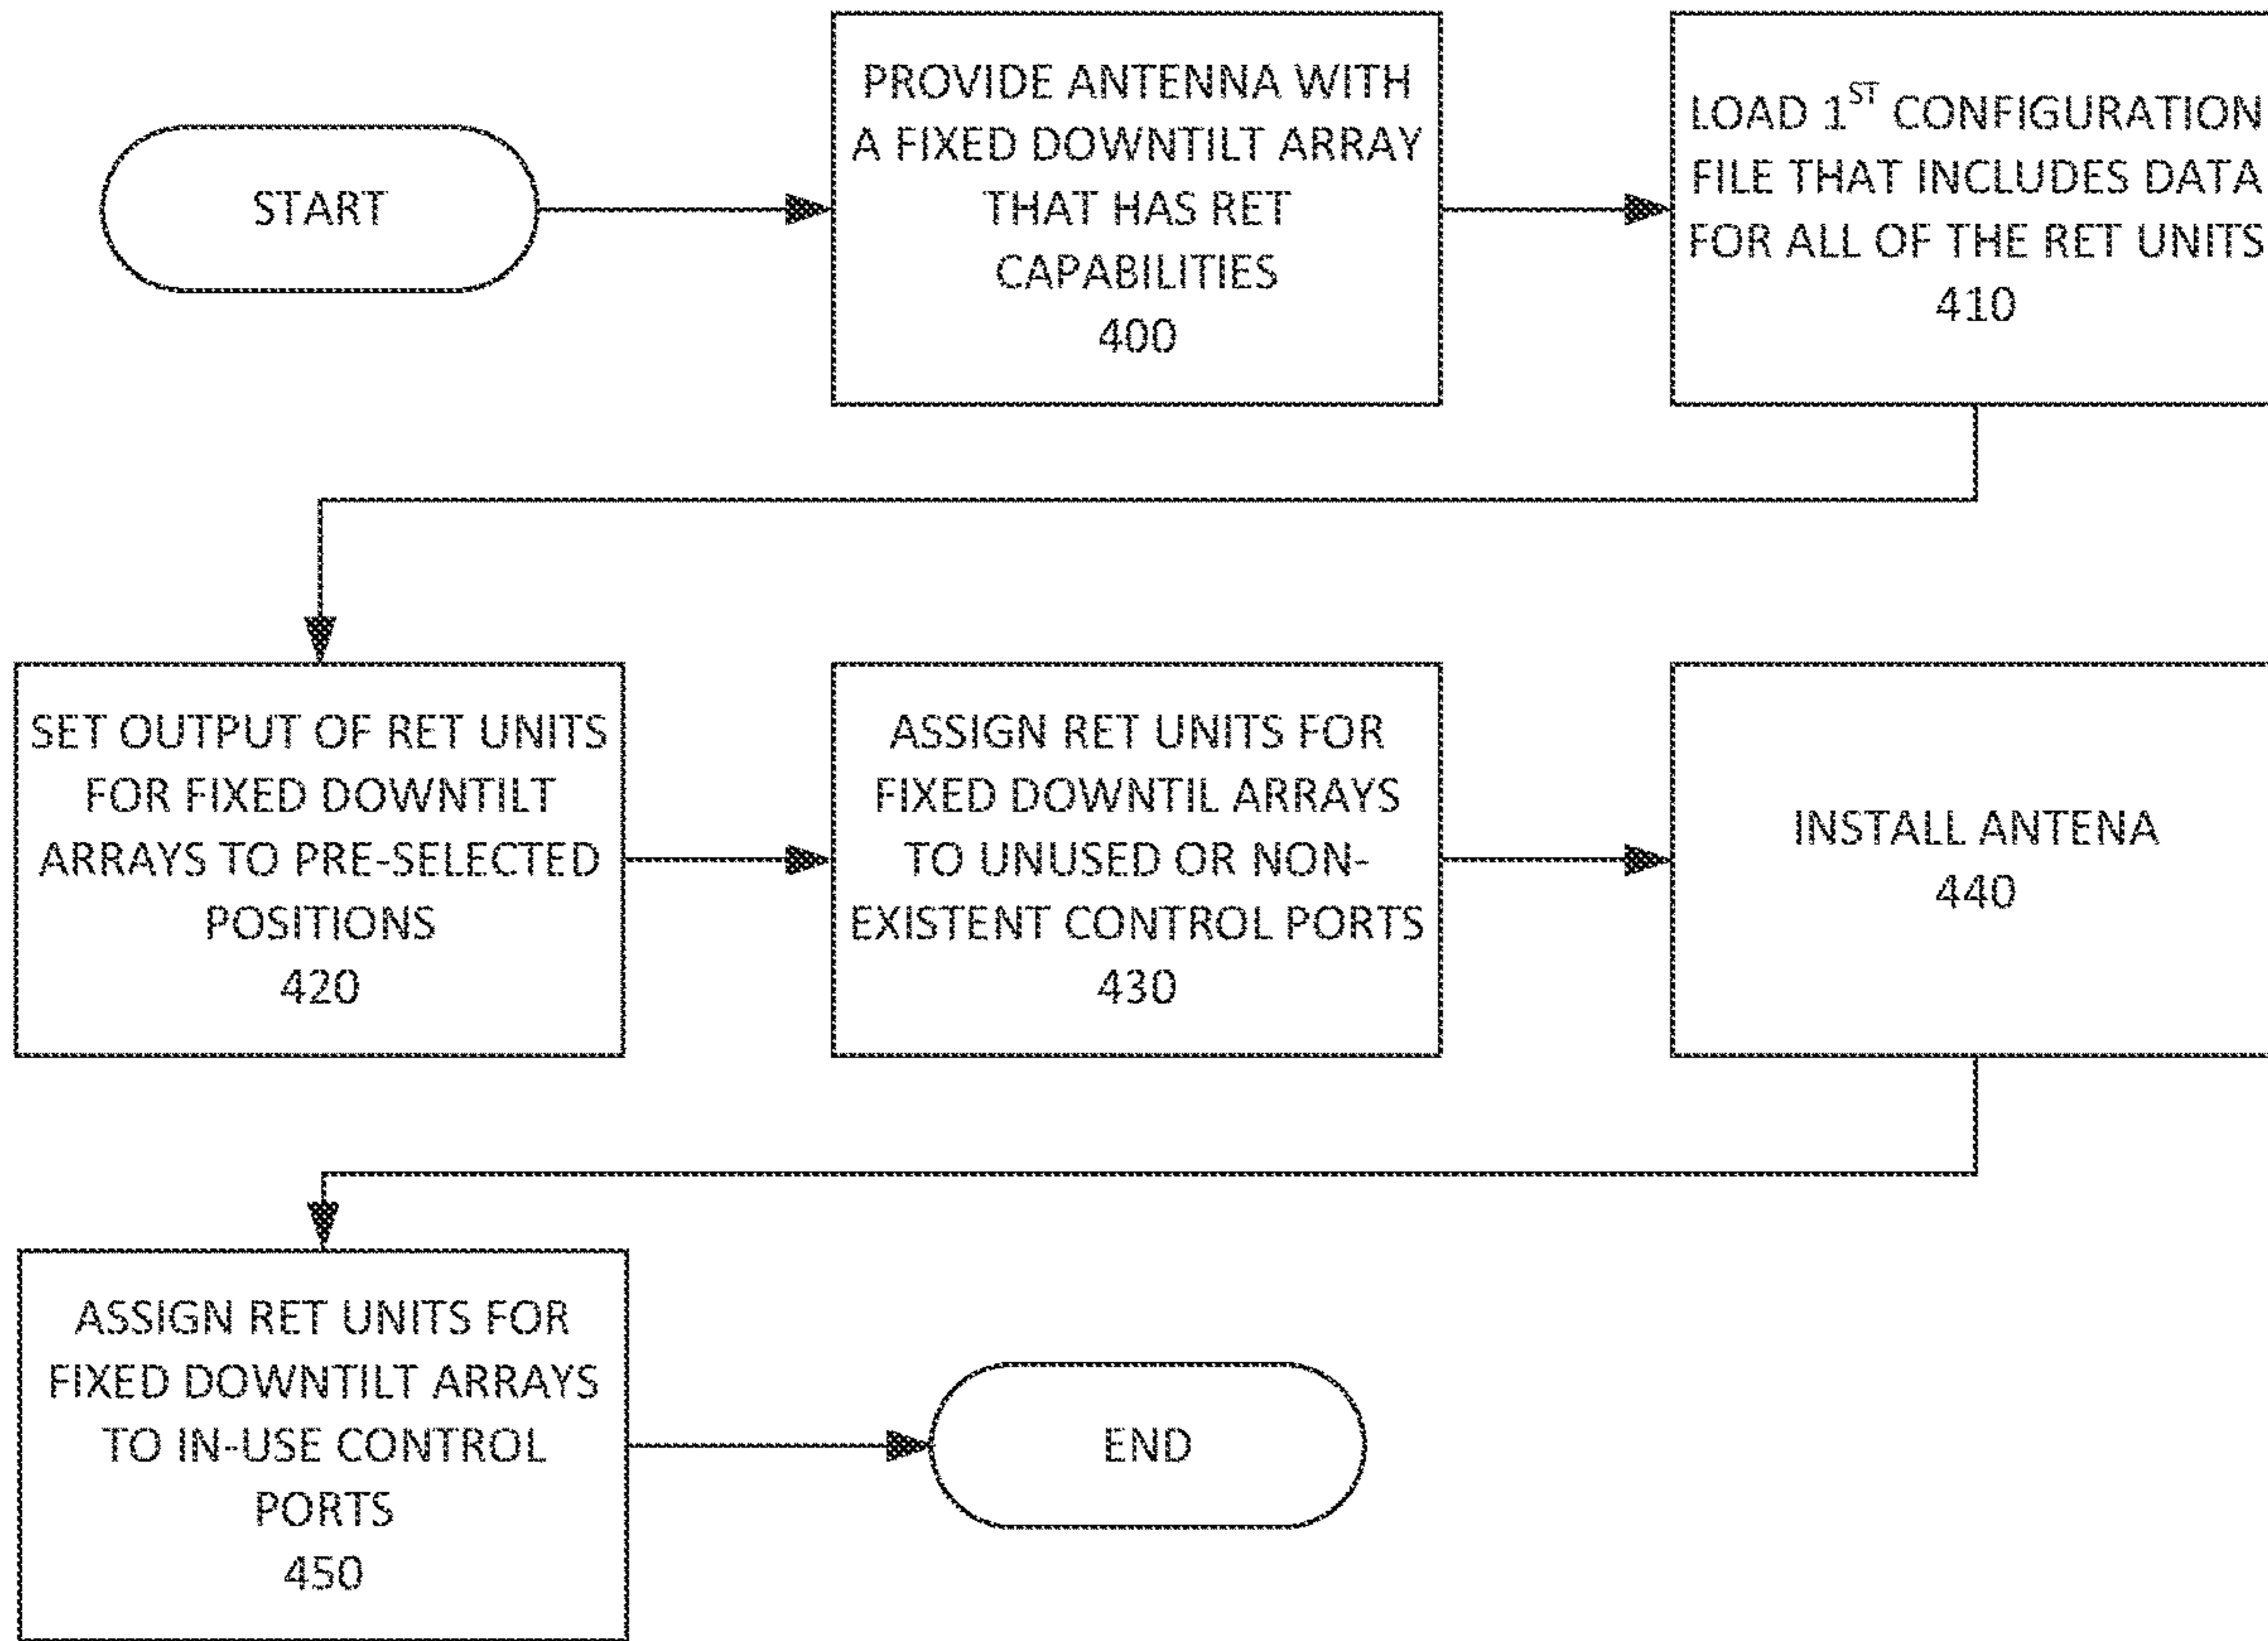 START
PROVIDE ANTENNA WITH
A FIXED DOWNTILT ARRAY
THAT HAS RET
CAPABILITIES
400
LOAD 1ST CONFIGURATION
FILE THAT INCLUDES DATA
FOR ALL OF THE RET UNITS
410
SET OUTPUT OF RET UNITS
FOR FIXED DOWNTILT
ARRAYS TO PRE-SELECTED
POSITIONS
420
ASSIGN RET UNITS FOR
FIXED DOWNTIL ARRAYS
TO UNUSED OR NON-
EXISTENT CONTROL PORTS
430
INSTALL ANTENA
440
ASSIGN RET UNITS FOR
FIXED DOWNTILT ARRAYS
TO IN-USE CONTROL
PORTS
450
END